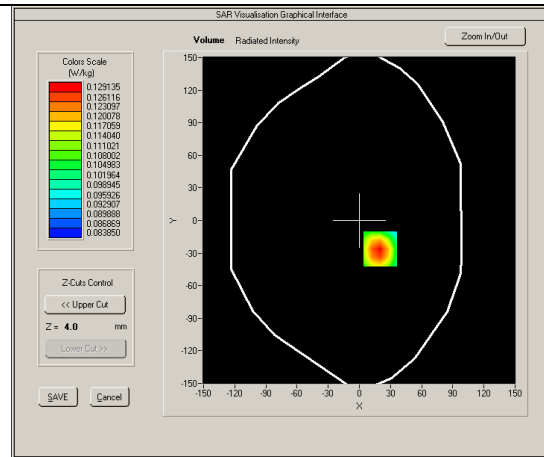 SAR Visualisation Graphical Interface
Volume Radiated Intensity
Zoom In/Out
Colors Scale
(W/kg)
0.129135
0.126116
0.123097
0.120078
0.117059
0.114040
0.111021
0.108002
0.104983
0.101964
0.098945
0.095926
0.092907
0.089888
0.086869
0.083850
Z-Cuts Control
<< Upper Cut
Z = 4.0 mm
Lower Cut >>
SAVE Cancel
150-
120-
90-
60-
30-
0-
-30-
-60-
-90-
-120-
-150-
Y
-150 -120 -90 -60 -30 0 30 60 90 120 150
X